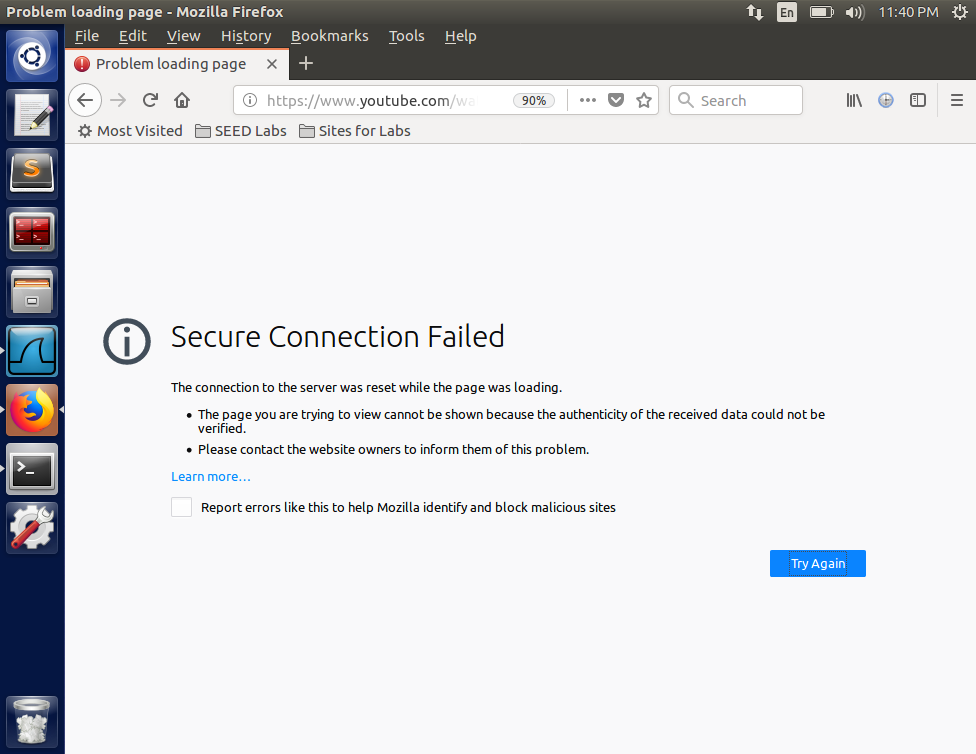 Problem loading page - Mozilla Firefox
En
11:40 PM
File Edit View History Bookmarks Tools Help
Problem loading page
https://www.youtube.com/wa
90%
Search
Most Visited
SEED Labs
Sites for Labs
Secure Connection Failed
The connection to the server was reset while the page was loading.
• The page you are trying to view cannot be shown because the authenticity of the received data could not be
verified.
• Please contact the website owners to inform them of this problem.
Learn more…
Report errors like this to help Mozilla identify and block malicious sites
Try Again